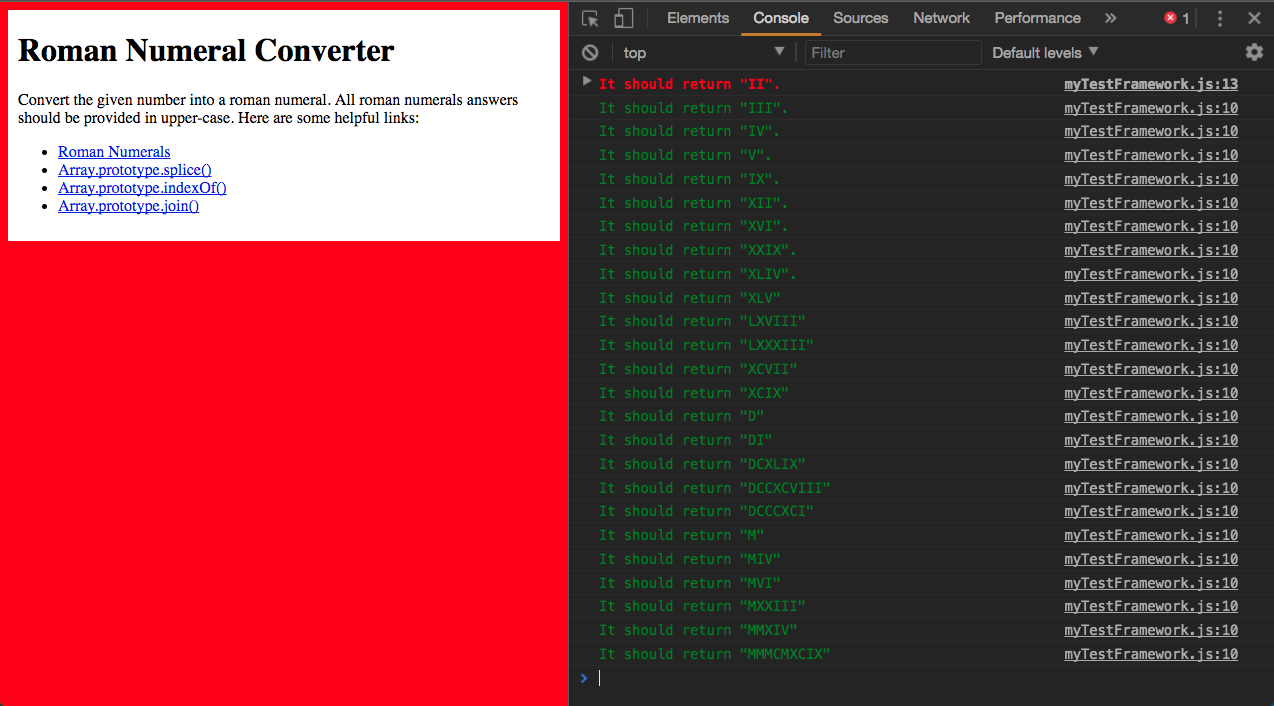 Roman Numeral Converter
Convert the given number into a roman numeral. All roman numerals answers
should be provided in upper-case. Here are some helpful links:
Roman Numerals
Array.prototype.splice()
Array.prototype.indexOf()
Array.prototype.join()
Elements Console Sources Network Performance » 1
top Filter Default levels
It should return "II". myTestFramework.js:13
It should return "III". myTestFramework.js:10
It should return "IV". myTestFramework.js:10
It should return "V". myTestFramework.js:10
It should return "IX". myTestFramework.js:10
It should return "XII". myTestFramework.js:10
It should return "XVI". myTestFramework.js:10
It should return "XXIX". myTestFramework.js:10
It should return "XLIV". myTestFramework.js:10
It should return "XLV" myTestFramework.js:10
It should return "LXVIII" myTestFramework.js:10
It should return "LXXXIII" myTestFramework.js:10
It should return "XCVII" myTestFramework.js:10
It should return "XCIX" myTestFramework.js:10
It should return "D" myTestFramework.js:10
It should return "DI" myTestFramework.js:10
It should return "DCXLIX" myTestFramework.js:10
It should return "DCCXCVIII" myTestFramework.js:10
It should return "DCCCXCI" myTestFramework.js:10
It should return "M" myTestFramework.js:10
It should return "MIV" myTestFramework.js:10
It should return "MVI" myTestFramework.js:10
It should return "MXXIII" myTestFramework.js:10
It should return "MMXIV" myTestFramework.js:10
It should return "MMMCMXCIX" myTestFramework.js:10